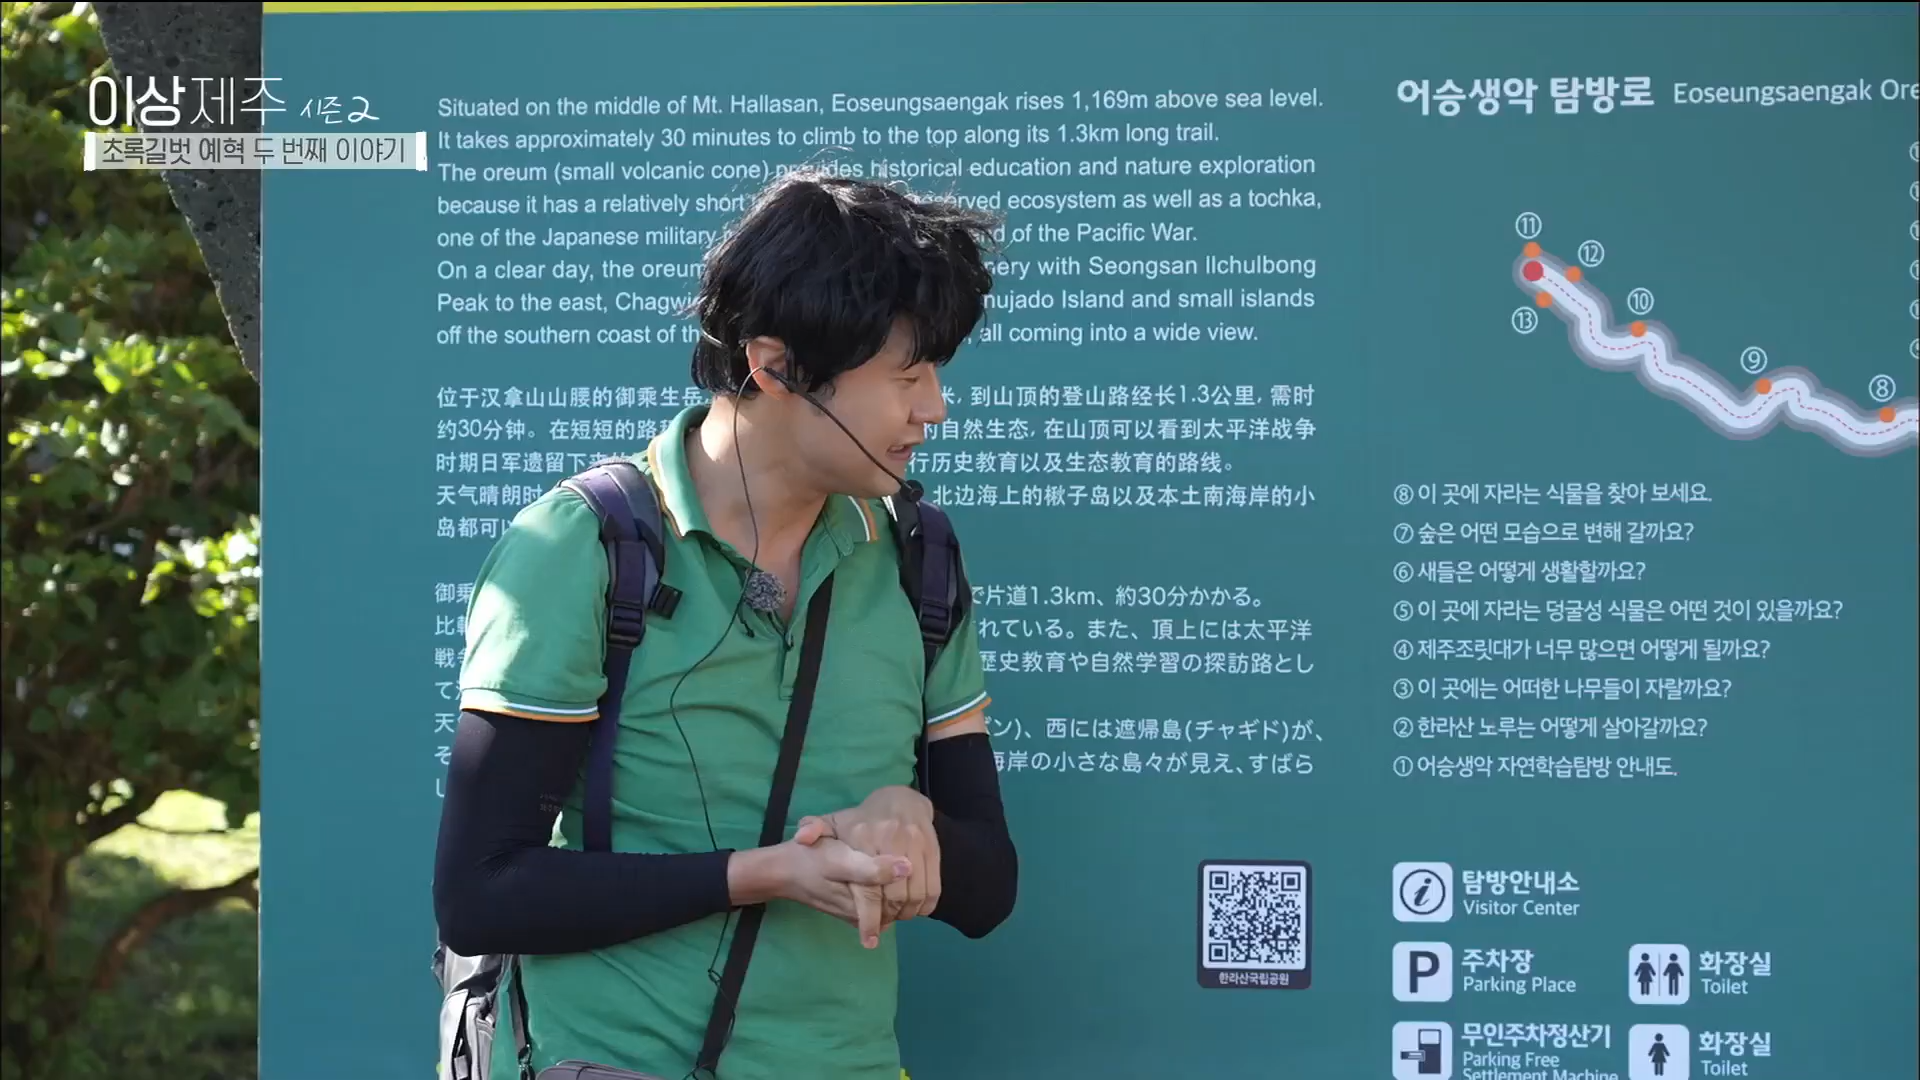 이상제주 시즌2
초록길벗 예혁 두 번째 이야기
Situated on the middle of Mt. Hallasan, Eoseungsaengak rises 1,169m above sea level.
It takes approximately 30 minutes to climb to the top along its 1.3km long trail.
The oreum (small volcanic cone) provides historical education and nature exploration
because it has a relatively short ecosystem as well as a tochka,
one of the Japanese military of the Pacific War.
On a clear day, the oreum with Seongsan Ilchulbong
Peak to the east, Island and small islands
off the southern coast of all coming into a wide view.
位于汉拿山山腰的御乘生岳 米，到山顶的登山路经长1.3公里，需时
约30分钟。在短短的路 的自然生态，在山顶可以看到太平洋战争
时期日军遗留下来的 行历史教育以及生态教育的路线。
天气晴朗时 北边海上的楸子岛以及本土南海岸的小
岛都可以
御乗 で片道1.3km、約30分かかる。
比較 れている。また、頂上には太平洋
戦争 歴史教育や自然学習の探訪路とし
て
天 ン)、西には遮帰島(チャギド)が、
そ 海岸の小さな島々が見え、すばら
し
한라산국립공원
어승생악 탐방로 Eoseungsaengak
⑪
⑫
⑩
⑬
⑨
⑧
⑧ 이 곳에 자라는 식물을 찾아 보세요.
⑦ 숲은 어떤 모습으로 변해 갈까요?
⑥ 새들은 어떻게 생활할까요?
⑤ 이 곳에 자라는 덩굴성 식물은 어떤 것이 있을까요?
④ 제주조릿대가 너무 많으면 어떻게 될까요?
③ 이 곳에는 어떠한 나무들이 자랄까요?
② 한라산 노루는 어떻게 살아갈까요?
① 어승생악 자연학습탐방 안내도.
i 탐방안내소
Visitor Center
P 주차장
Parking Place
화장실
Toilet
무인주차정산기
Parking Free
Settlement Machine
화장실
Toilet